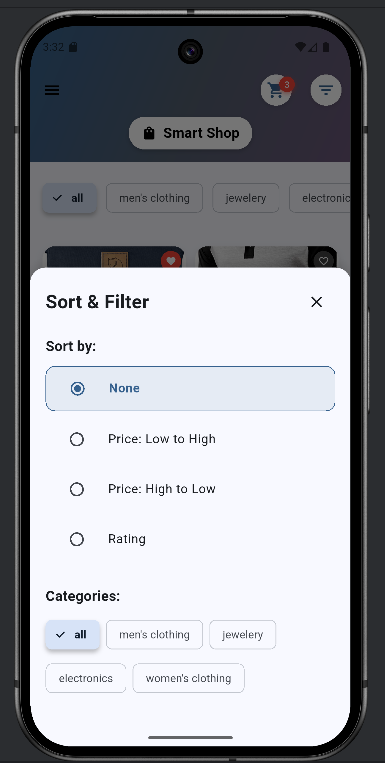 3:32
3
Smart Shop
all men's clothing jewelery electronic
Sort & Filter
Sort by:
None
Price: Low to High
Price: High to Low
Rating
Categories:
all men's clothing jewelery
electronics women's clothing